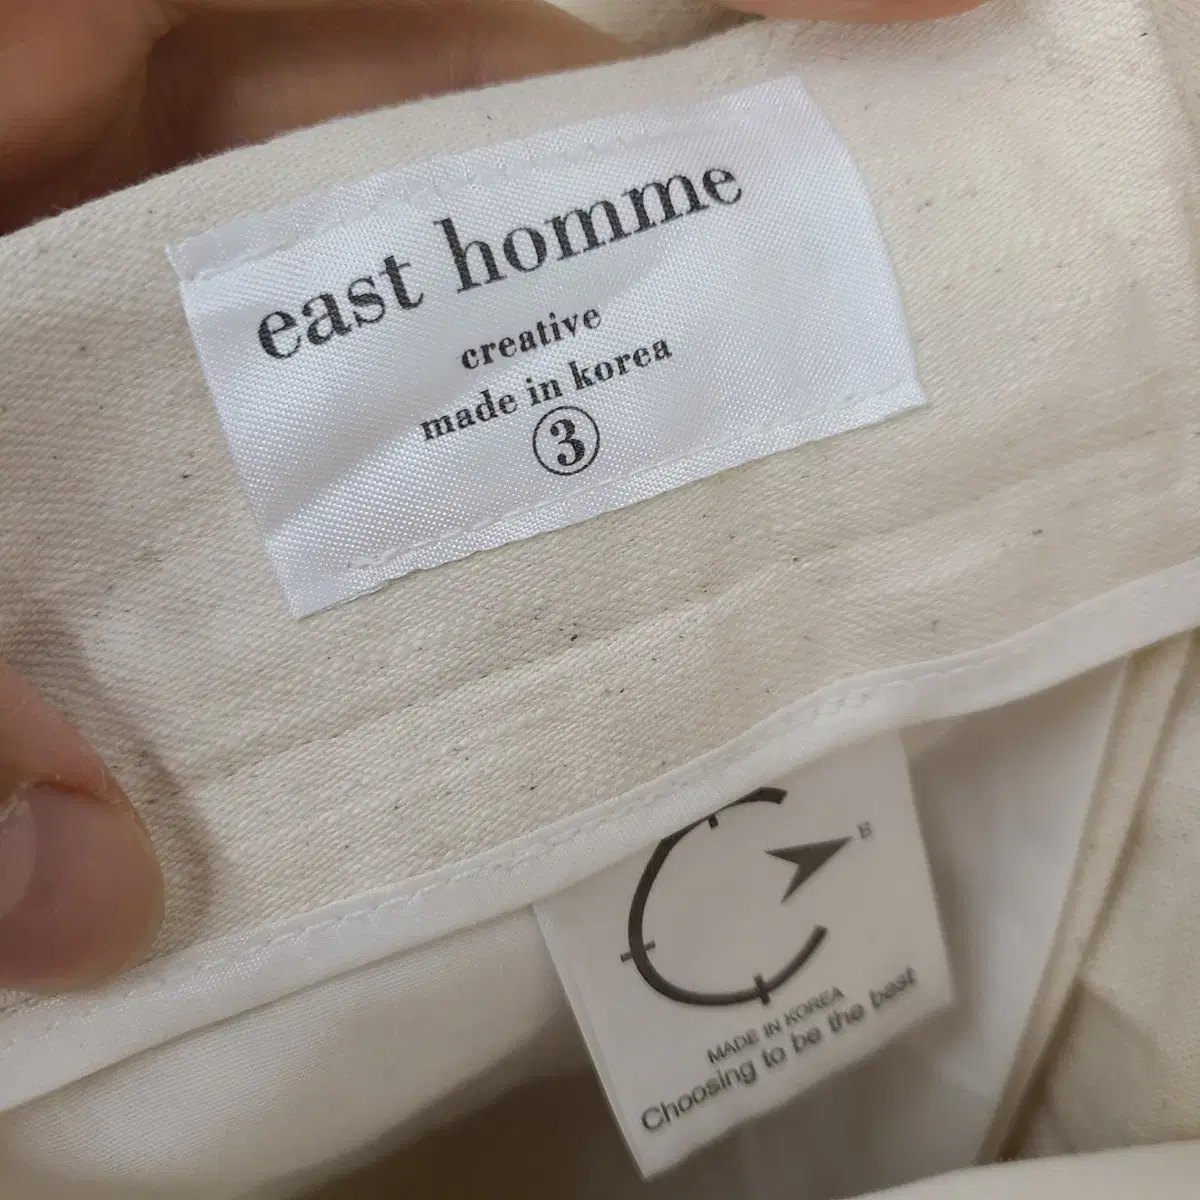 east homme
creative
made in korea
③
B
MADE IN KOREA
Choosing to be the best